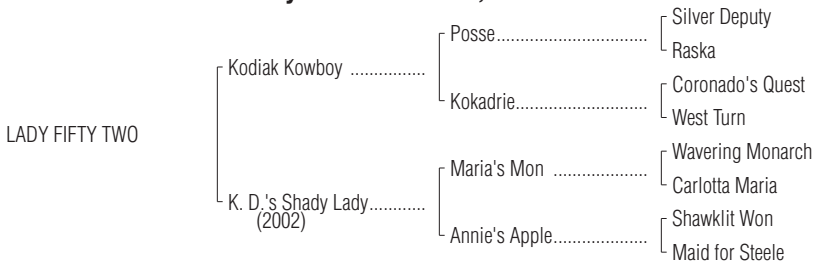 Silver Deputy
Posse................................
Raska
Kodiak Kowboy ................
Coronado's Quest
Kokadrie............................
West Turn
LADY FIFTY TWO
Wavering Monarch
Maria's Mon ....................
Carlotta Maria
K. D.'s Shady Lady............
(2002)
Shawklit Won
Annie's Apple....................
Maid for Steele